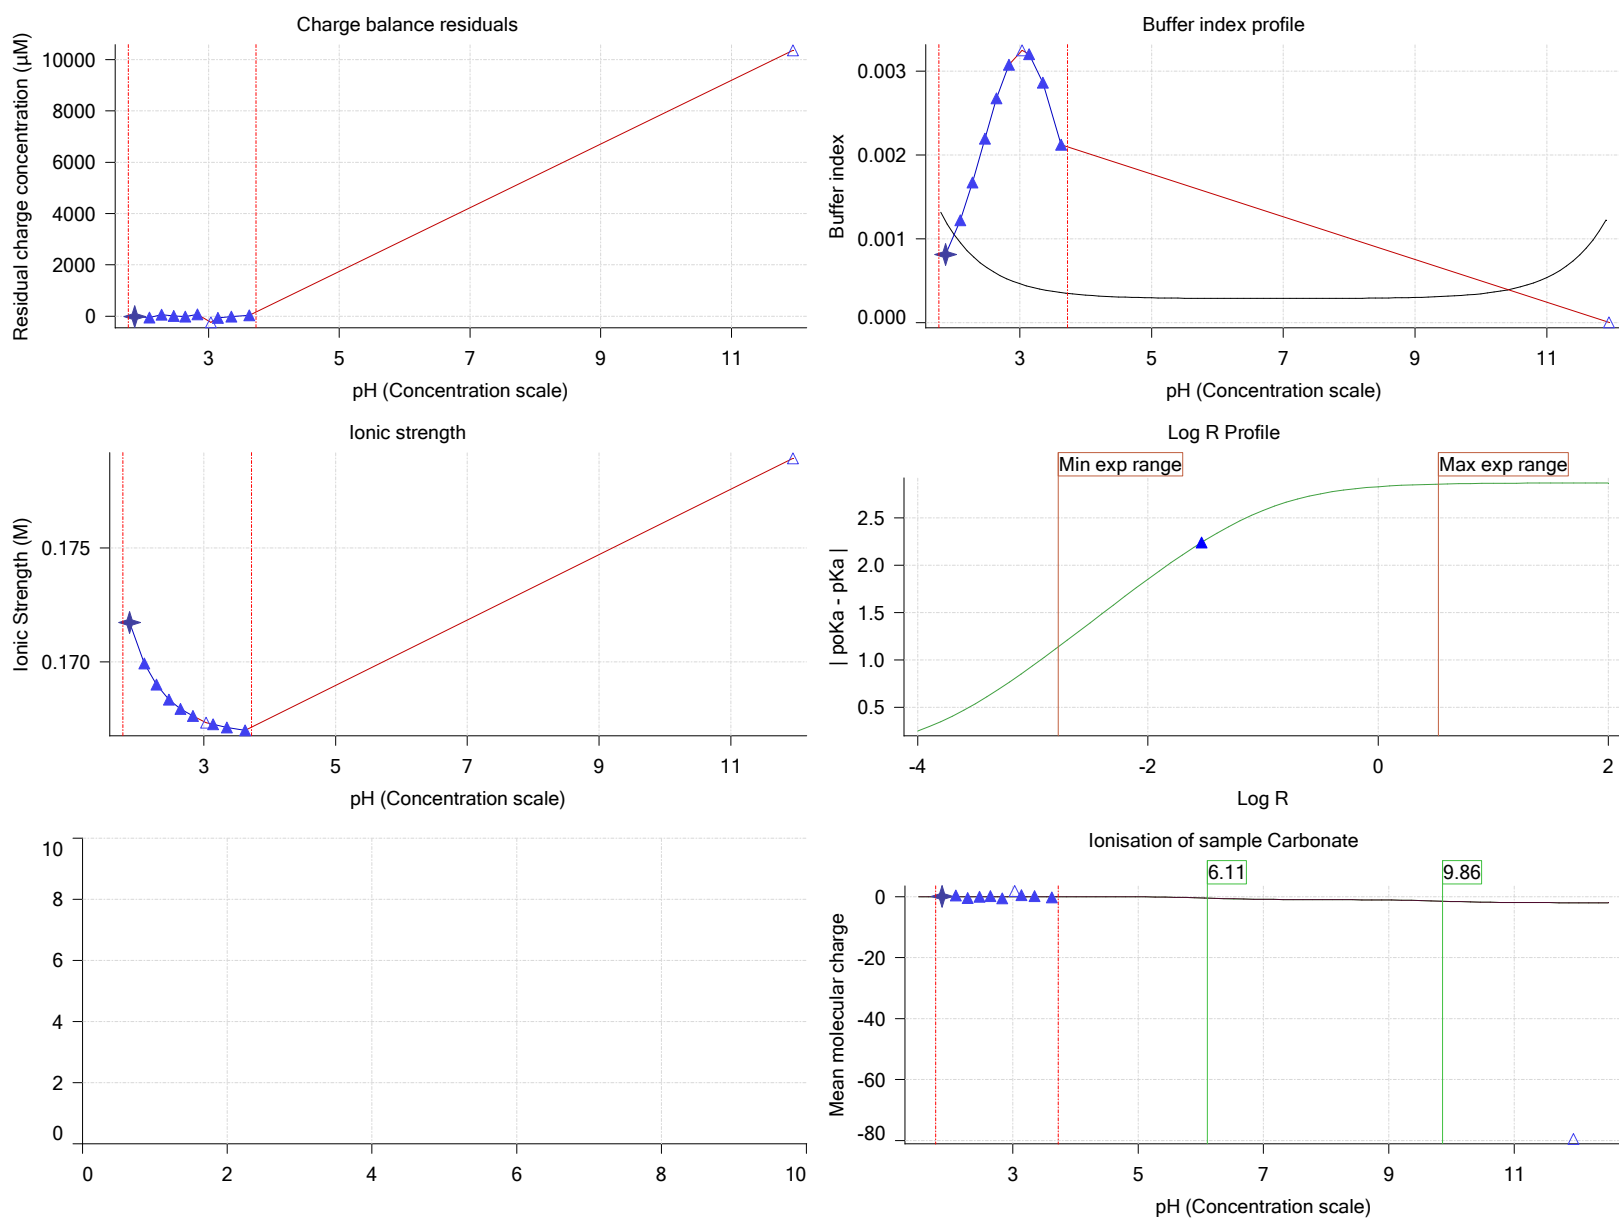 Charge balance residuals
Residual charge concentration (µM)
10000
8000
6000
4000
2000
0
3 5 7 9 11
pH (Concentration scale)
Buffer index profile
Buffer index
0.003
0.002
0.001
0.000
3 5 7 9 11
pH (Concentration scale)
Ionic strength
Ionic Strength (M)
0.175
0.170
3 5 7 9 11
pH (Concentration scale)
Log R Profile
Min exp range
Max exp range
| poKa - pKa |
2.5
2.0
1.5
1.0
0.5
-4 -2 0 2
Log R
10
8
6
4
2
0
0 2 4 6 8 10
Ionisation of sample Carbonate
6.11
9.86
Mean molecular charge
0
-20
-40
-60
-80
3 5 7 9 11
pH (Concentration scale)